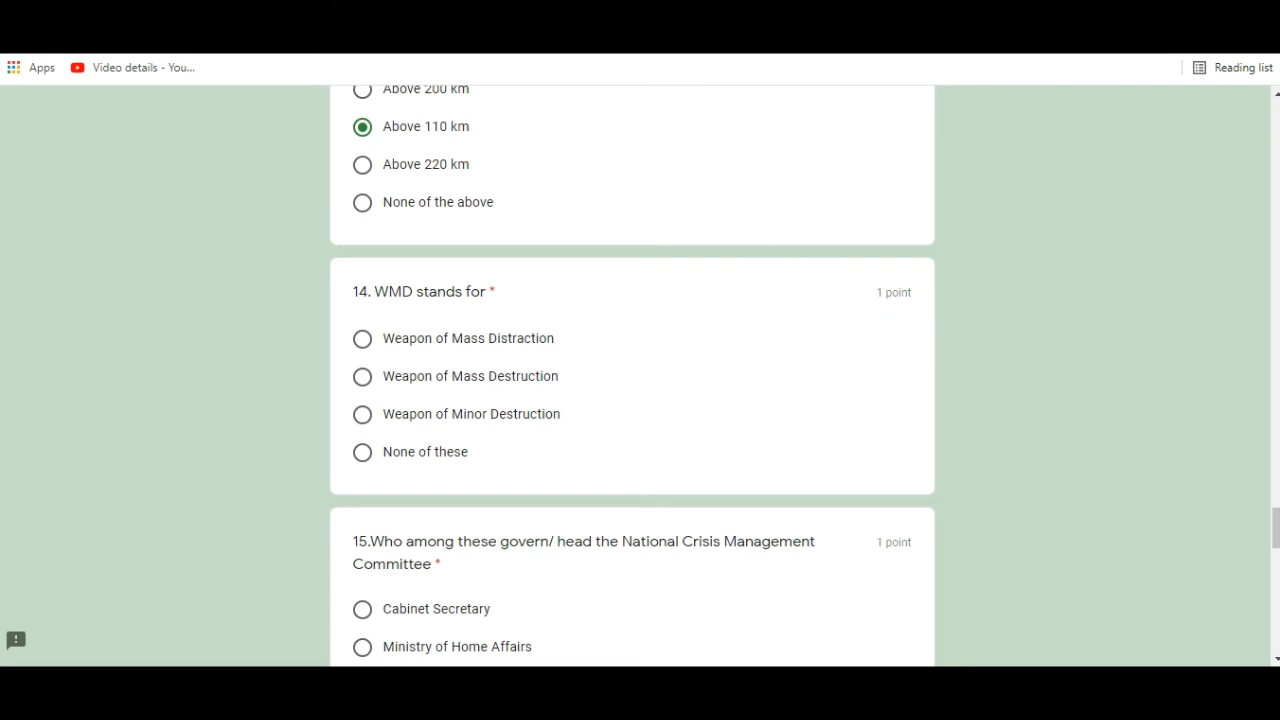 Apps
Video details - You...
Reading list
Above 200 km
Above 110 km
Above 220 km
None of the above
14. WMD stands for *
1 point
Weapon of Mass Distraction
Weapon of Mass Destruction
Weapon of Minor Destruction
None of these
15.Who among these govern/ head the National Crisis Management
Committee *
1 point
Cabinet Secretary
Ministry of Home Affairs